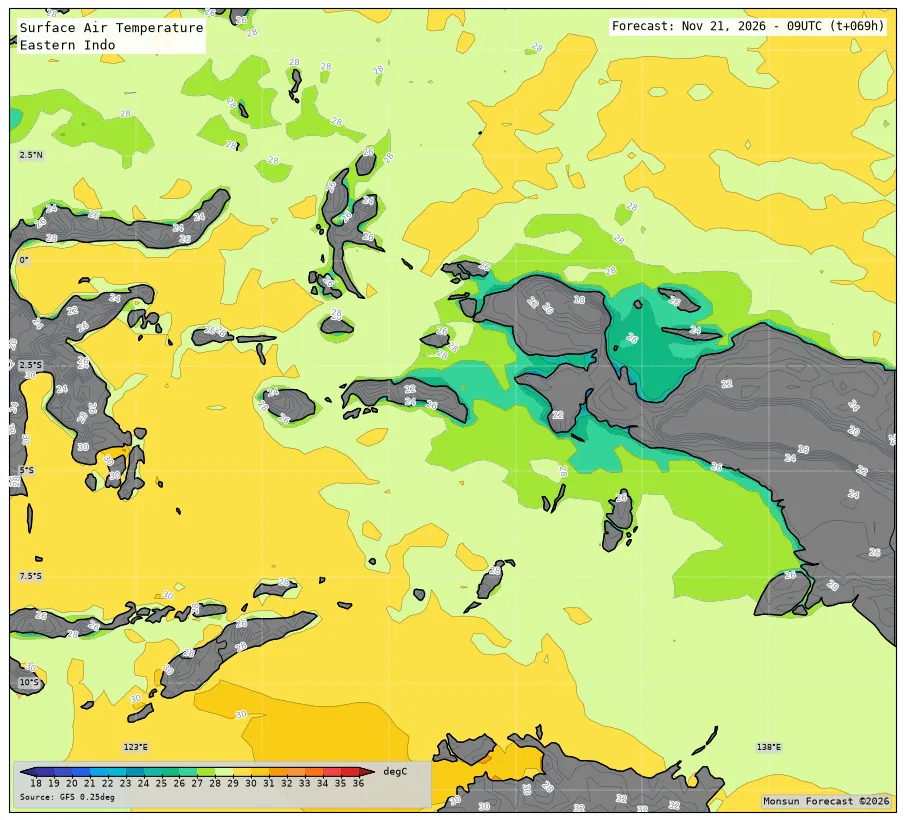 Surface Air Temperature
Eastern Indo
Forecast: Nov 21, 2026 - 09UTC (t+069h)
2.5°N
0°
2.5°S
5°S
7.5°S
10°S
123°E
138°E
18 19 20 21 22 23 24 25 26 27 28 29 30 31 32 33 34 35 36
degC
Source: GFS 0.25deg
Monsun Forecast ©2026